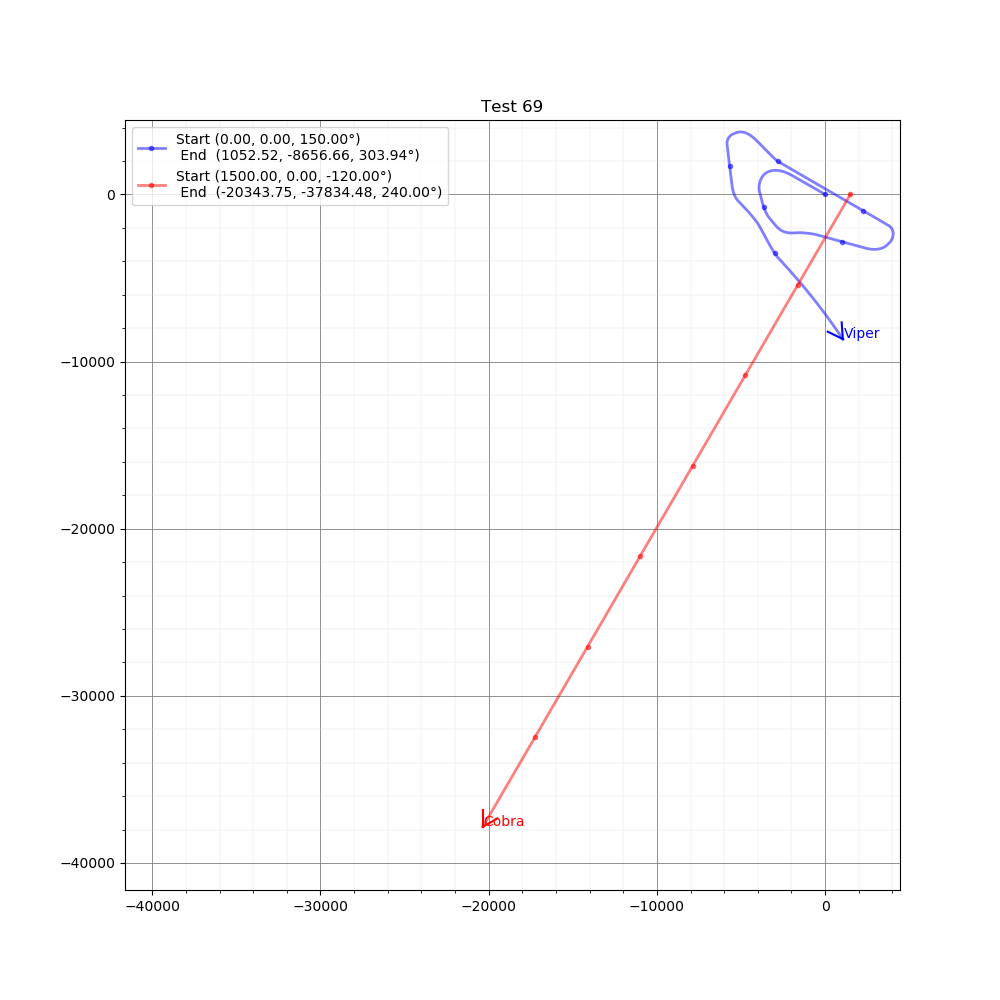 Test 69
Start (0.00, 0.00, 150.00°)
End (1052.52, -8656.66, 303.94°)
Start (1500.00, 0.00, -120.00°)
End (-20343.75, -37834.48, 240.00°)
0
−10000
−20000
−30000
−40000
Viper
Cobra
−40000
−30000
−20000
−10000
0